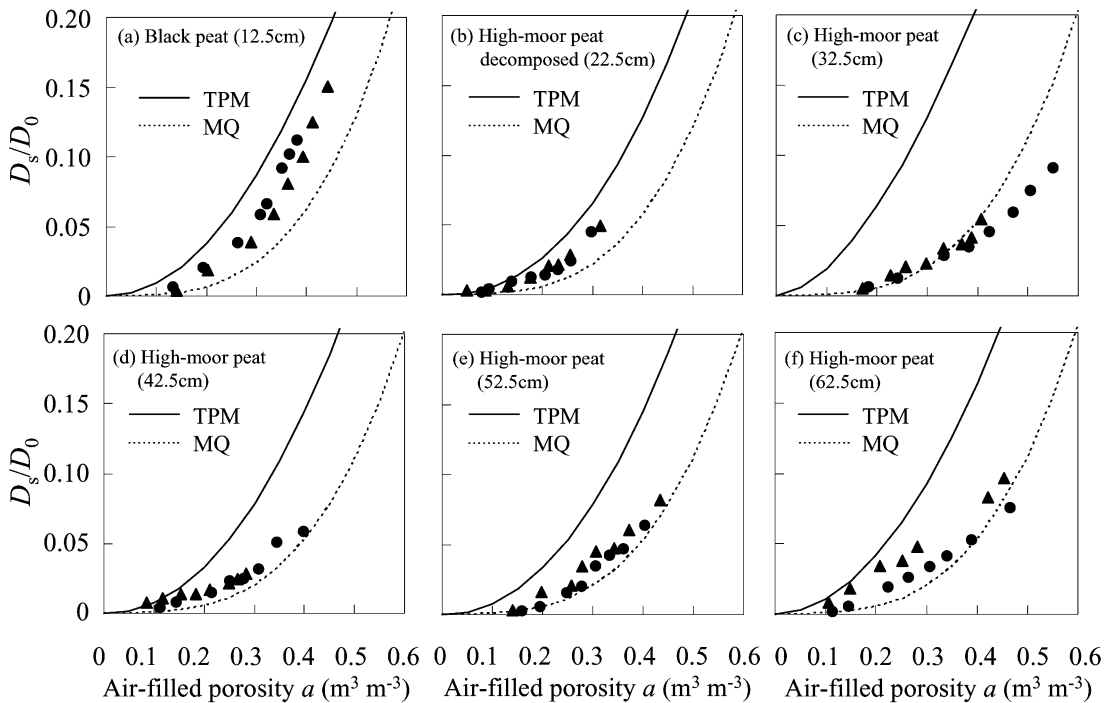 0.20
0.15
0.10
0.05
0
Ds/D0
(a) Black peat (12.5cm)
TPM
MQ
(b) High-moor peat
decomposed (22.5cm)
TPM
MQ
(c) High-moor peat
(32.5cm)
TPM
MQ
0.20
0.15
0.10
0.05
0
Ds/D0
(d) High-moor peat
(42.5cm)
TPM
MQ
(e) High-moor peat
(52.5cm)
TPM
MQ
(f) High-moor peat
(62.5cm)
TPM
MQ
0 0.1 0.2 0.3 0.4 0.5
0 0.1 0.2 0.3 0.4 0.5 0.6
0 0.1 0.2 0.3 0.4 0.5 0.6
Air-filled porosity a (m³ m⁻³)
Air-filled porosity a (m³ m⁻³)
Air-filled porosity a (m³ m⁻³)